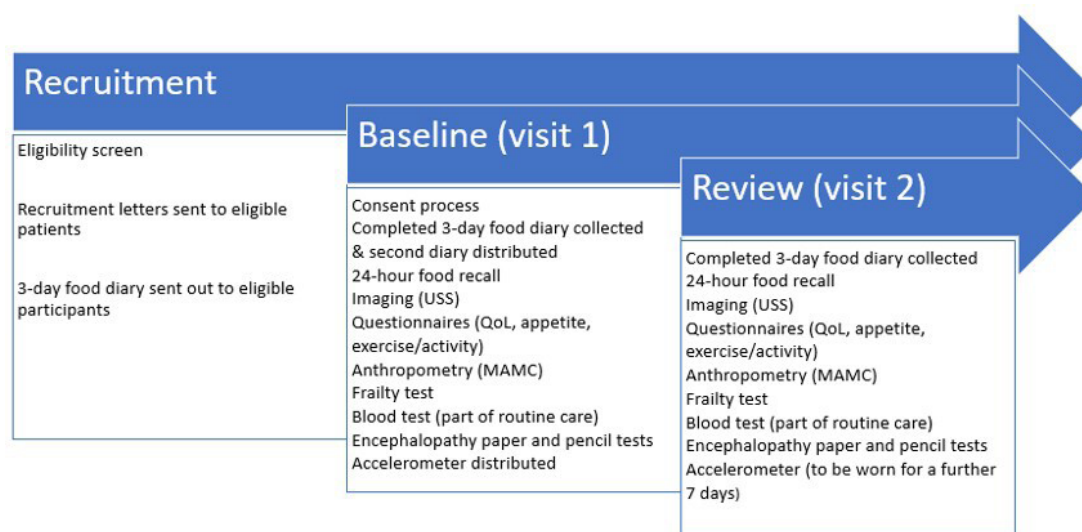 Recruitment
Eligibility screen
Recruitment letters sent to eligible
patients
3-day food diary sent out to eligible
participants
Baseline (visit 1)
Consent process
Completed 3-day food diary collected
& second diary distributed
24-hour food recall
Imaging (USS)
Questionnaires (QoL, appetite,
exercise/activity)
Anthropometry (MAMC)
Frailty test
Blood test (part of routine care)
Encephalopathy paper and pencil tests
Accelerometer distributed
Review (visit 2)
Completed 3-day food diary collected
24-hour food recall
Imaging (USS)
Questionnaires (QoL, appetite,
exercise/activity)
Anthropometry (MAMC)
Frailty test
Blood test (part of routine care)
Encephalopathy paper and pencil tests
Accelerometer (to be worn for a further
7 days)